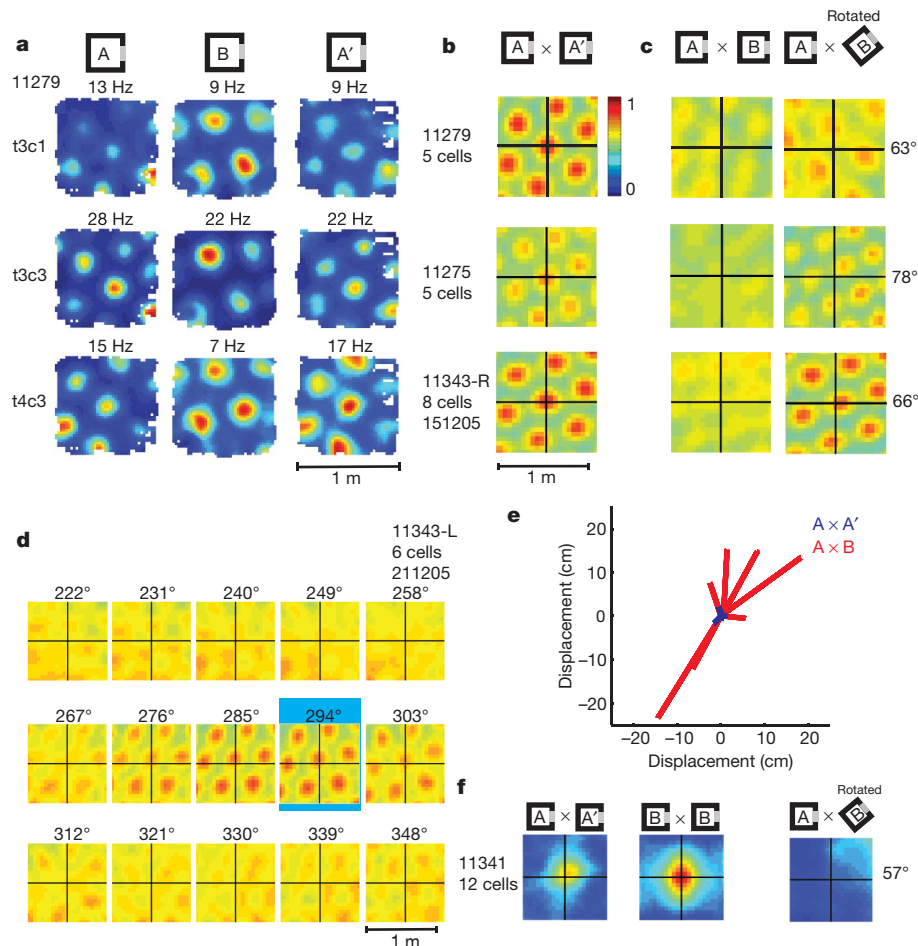 a
A
B
A′
11279
13 Hz
9 Hz
9 Hz
t3c1
28 Hz
22 Hz
22 Hz
t3c3
15 Hz
7 Hz
17 Hz
t4c3
1 m
b
A × A′
11279
5 cells
1
0
11275
5 cells
11343-R
8 cells
151205
1 m
c
A × B
A × B
Rotated
63°
78°
66°
d
11343-L
6 cells
211205
222°
231°
240°
249°
258°
267°
276°
285°
294°
303°
312°
321°
330°
339°
348°
1 m
e
A × A′
A × B
Displacement (cm)
20
10
0
−10
−20
−20
−10
0
10
20
Displacement (cm)
f
A × A′
B × B
A × B
Rotated
11341
12 cells
57°